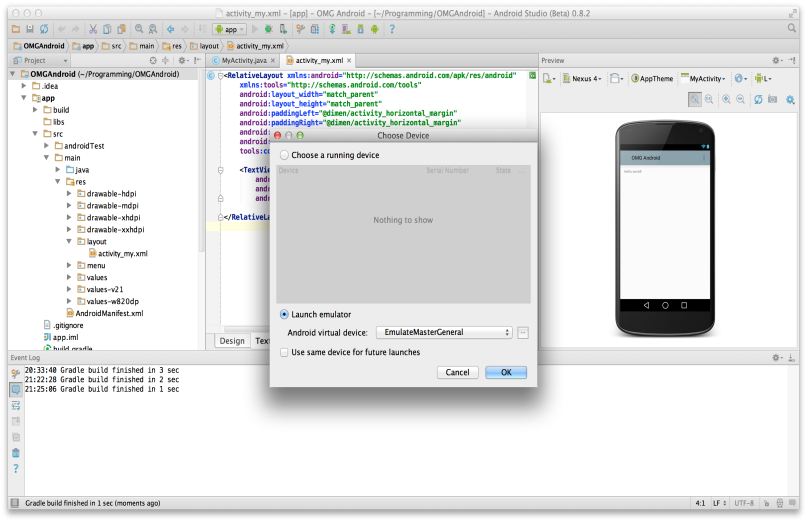 activity_my.xml - [app] - OMG Android - [~/Programming/OMGAndroid] - Android Studio (Beta) 0.8.2
app
OMGAndroid app src main res layout activity_my.xml
Project
MyActivity.java activity_my.xml
Preview
OMGAndroid (~/Programming/OMGAndroid)
.idea
app
build
libs
src
androidTest
main
java
res
drawable-hdpi
drawable-mdpi
drawable-xhdpi
drawable-xxhdpi
layout
activity_my.xml
menu
values
values-v21
values-w820dp
AndroidManifest.xml
.gitignore
app.iml
build.gradle
<RelativeLayout xmlns:android="http://schemas.android.com/apk/res/android"
xmlns:tools="http://schemas.android.com/tools"
android:layout_width="match_parent"
android:layout_height="match_parent"
android:paddingLeft="@dimen/activity_horizontal_margin"
android:paddingRight="@dimen/activity_horizontal_margin"
android:
android:
tools:co
<TextVie
andr
andr
andr
</RelativeLa
Design Text
Nexus 4 AppTheme MyActivity L
OMG Android
Hello world!
Choose Device
Choose a running device
Device Serial Number State ...
Nothing to show
Launch emulator
Android virtual device: EmulateMasterGeneral ...
Use same device for future launches
Cancel OK
Event Log
20:33:40 Gradle build finished in 3 sec
21:22:28 Gradle build finished in 2 sec
21:25:06 Gradle build finished in 1 sec
Gradle build finished in 1 sec (moments ago)
4:1 LF UTF-8